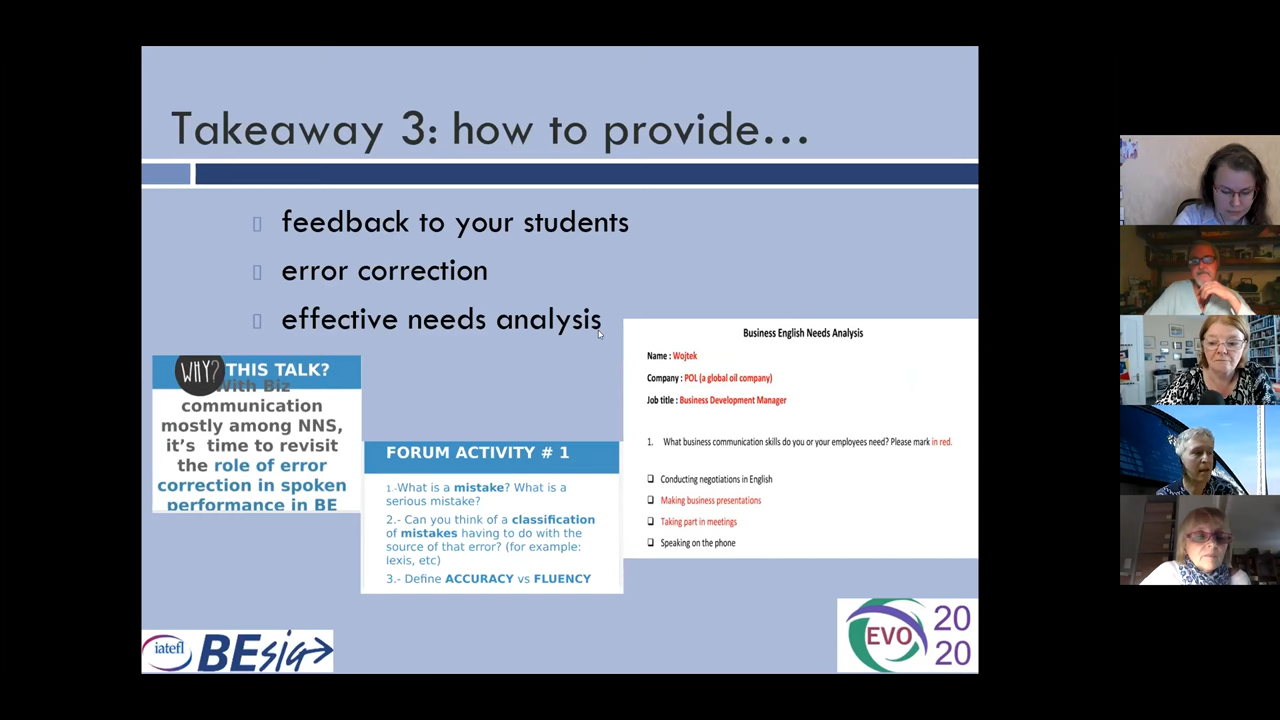 Takeaway 3: how to provide...
feedback to your students
error correction
effective needs analysis
WHY? THIS TALK?
With Biz
communication
mostly among NNS,
it's time to revisit
the role of error
correction in spoken
performance in BE
FORUM ACTIVITY # 1
1.-What is a mistake? What is a
serious mistake?
2.- Can you think of a classification
of mistakes having to do with the
source of that error? (for example:
lexis, etc)
3.- Define ACCURACY vs FLUENCY
Business English Needs Analysis
Name : Wojtek
Company : POL (a global oil company)
Job title : Business Development Manager
1. What business communication skills do you or your employees need? Please mark in red.
Conducting negotiations in English
Making business presentations
Taking part in meetings
Speaking on the phone
iatefl BEsig
EVO 20
20